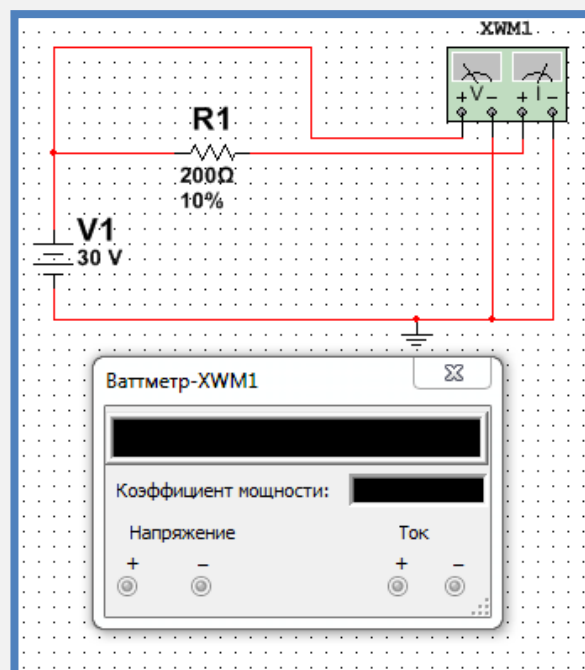 XWM1
+ V − + I −
R1
200Ω
10%
V1
30 V
Ваттметр-XWM1
Коэффициент мощности:
Напряжение Ток
+ − + −